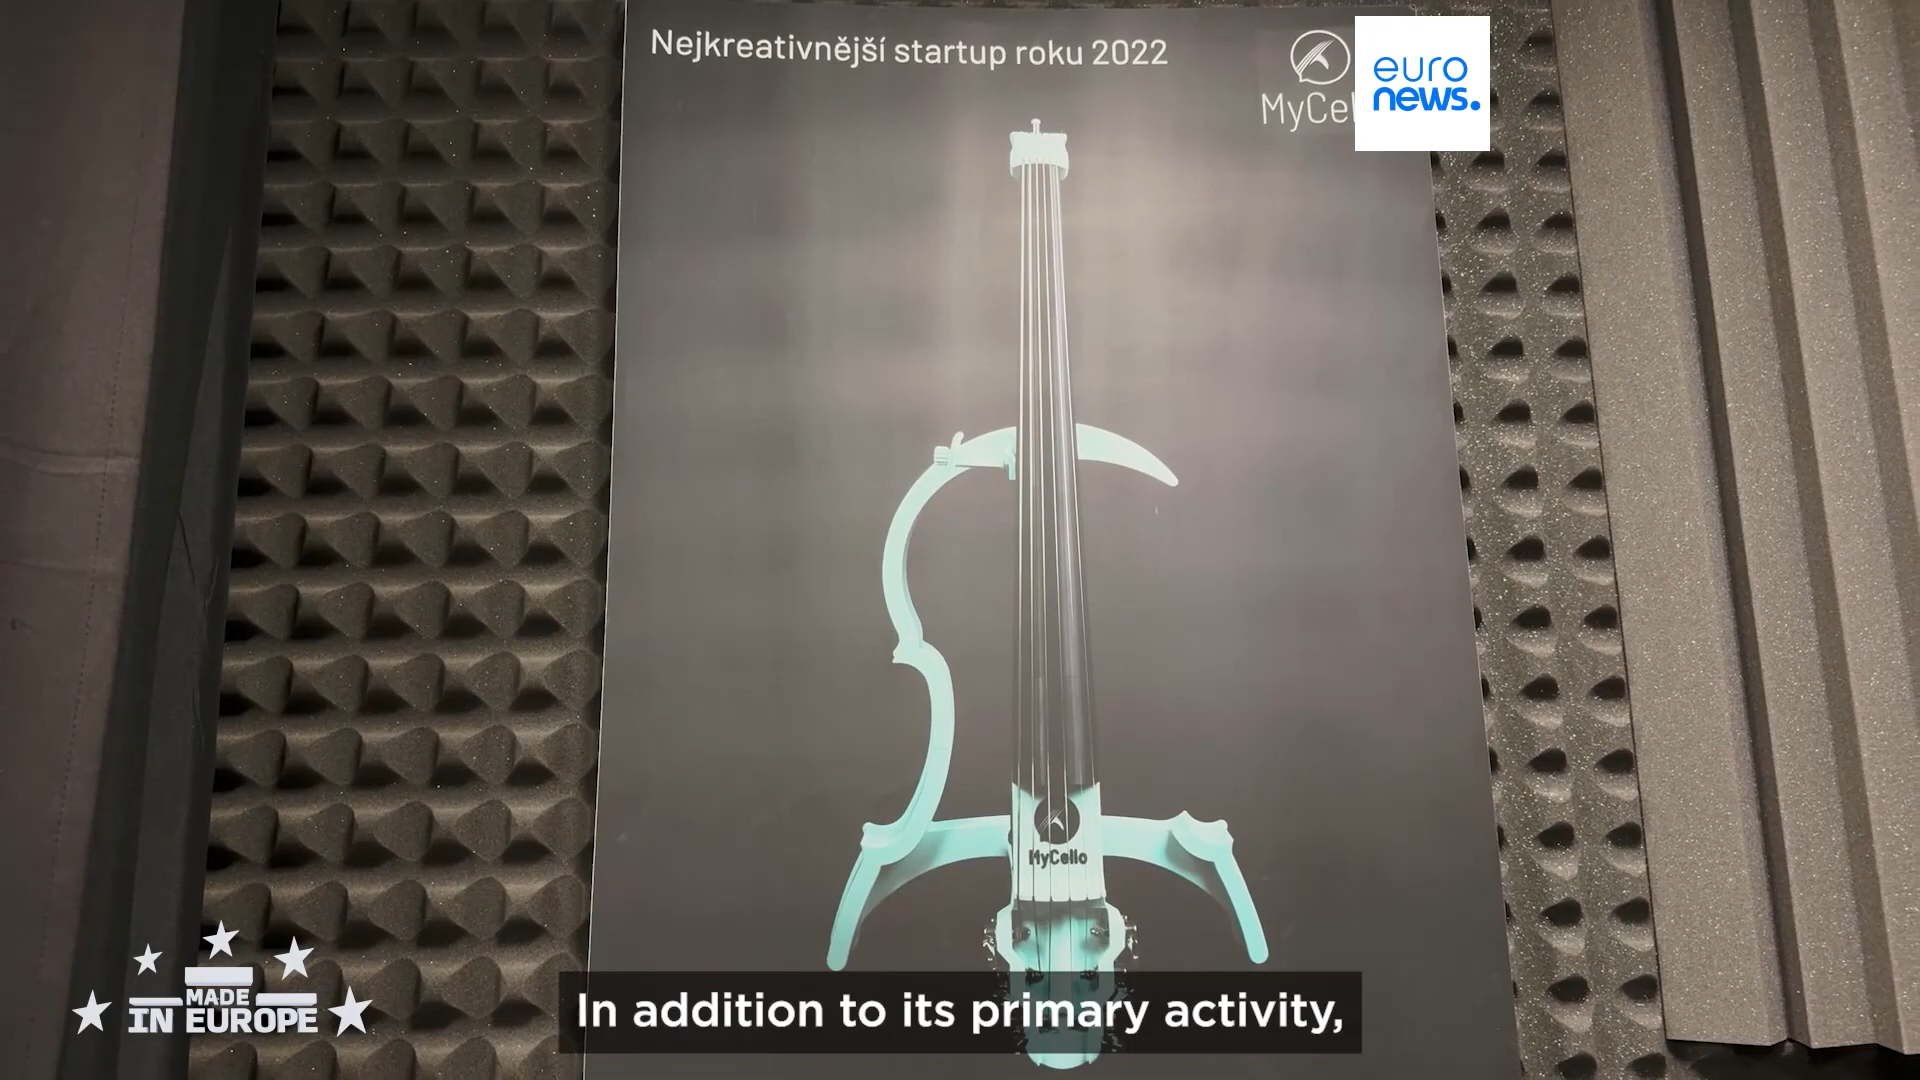 Nejkreativnější startup roku 2022
MyCel
euro
news.
MyCello
MADE
IN EUROPE
In addition to its primary activity,